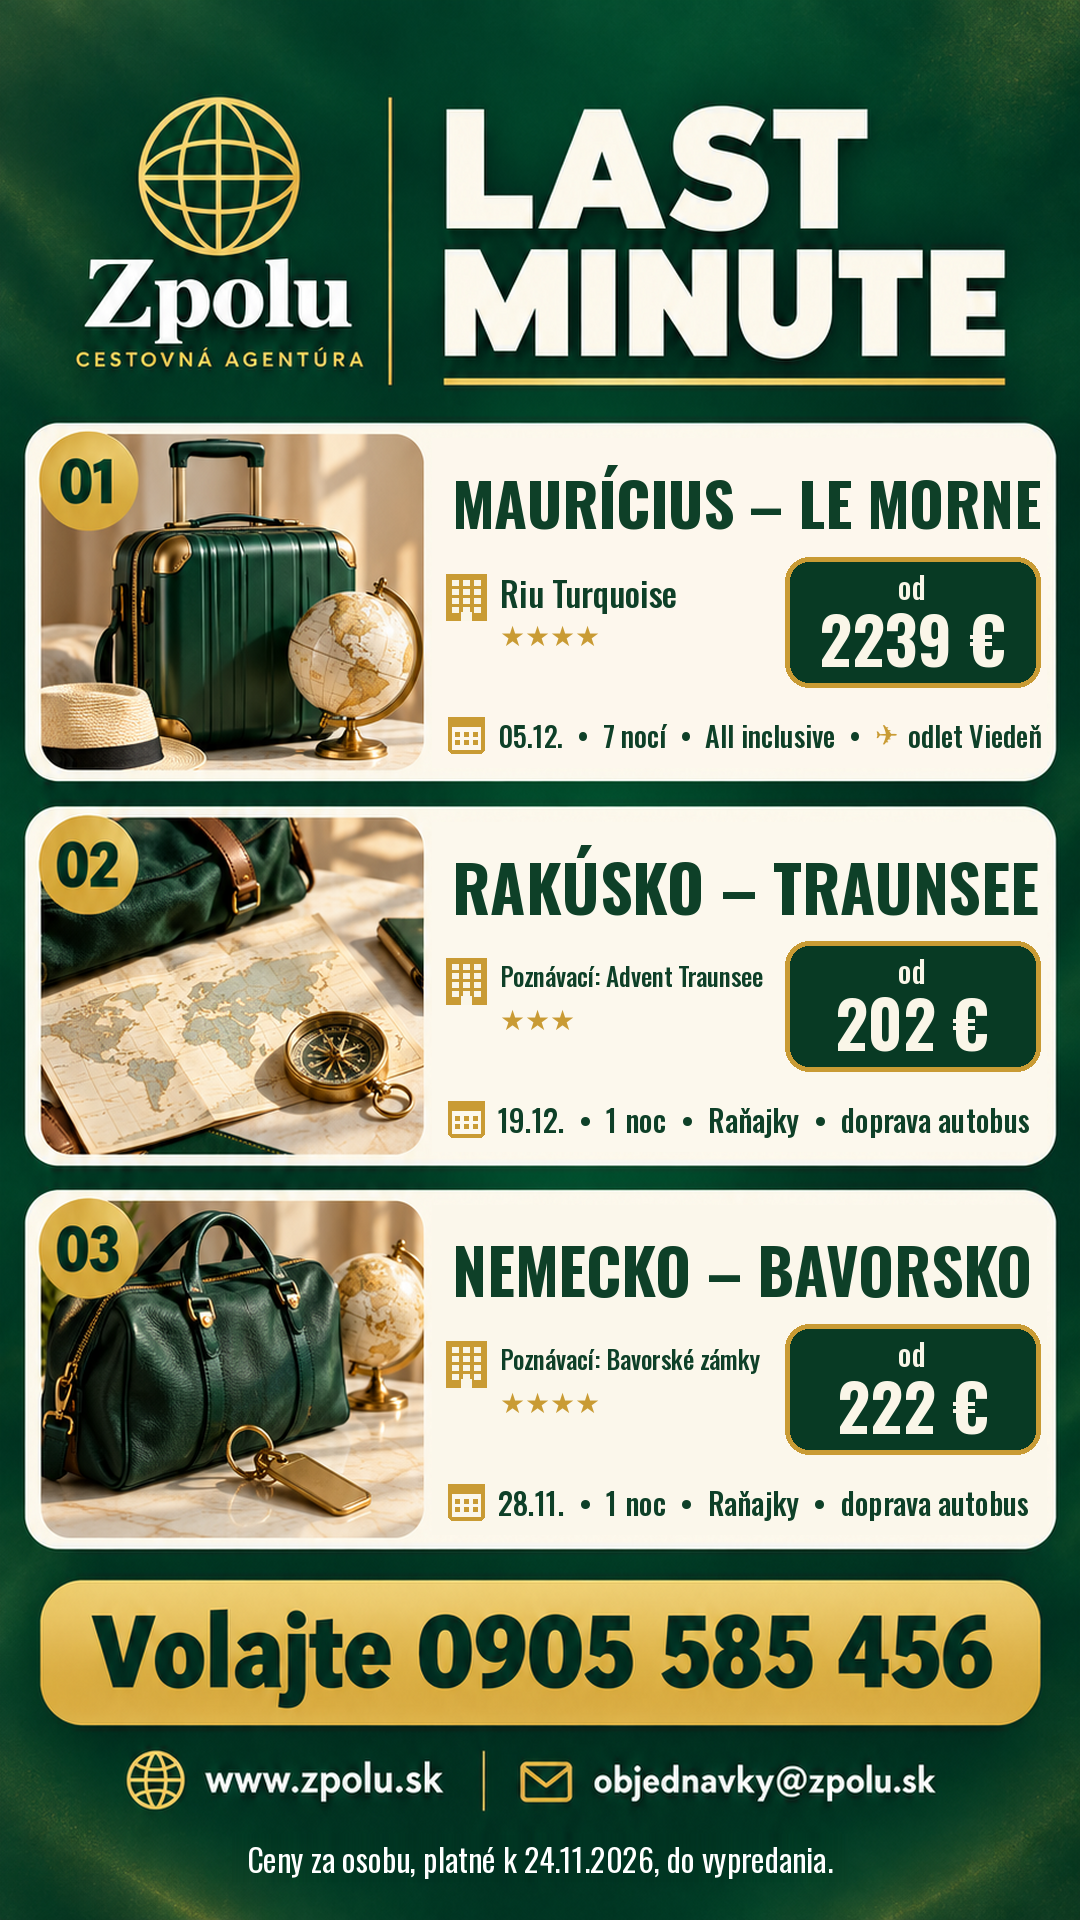 Zpolu
CESTOVNÁ AGENTÚRA
LAST
MINUTE
01
MAURÍCIUS – LE MORNE
Riu Turquoise
★★★★
od
2239 €
05.12. • 7 nocí • All inclusive • ✈ odlet Viedeň
02
RAKÚSKO – TRAUNSEE
Poznávací: Advent Traunsee
★★★
od
202 €
19.12. • 1 noc • Raňajky • doprava autobus
03
NEMECKO – BAVORSKO
Poznávací: Bavorské zámky
★★★★
od
222 €
28.11. • 1 noc • Raňajky • doprava autobus
Volajte 0905 585 456
www.zpolu.sk
objednavky@zpolu.sk
Ceny za osobu, platné k 24.11.2026, do vypredania.